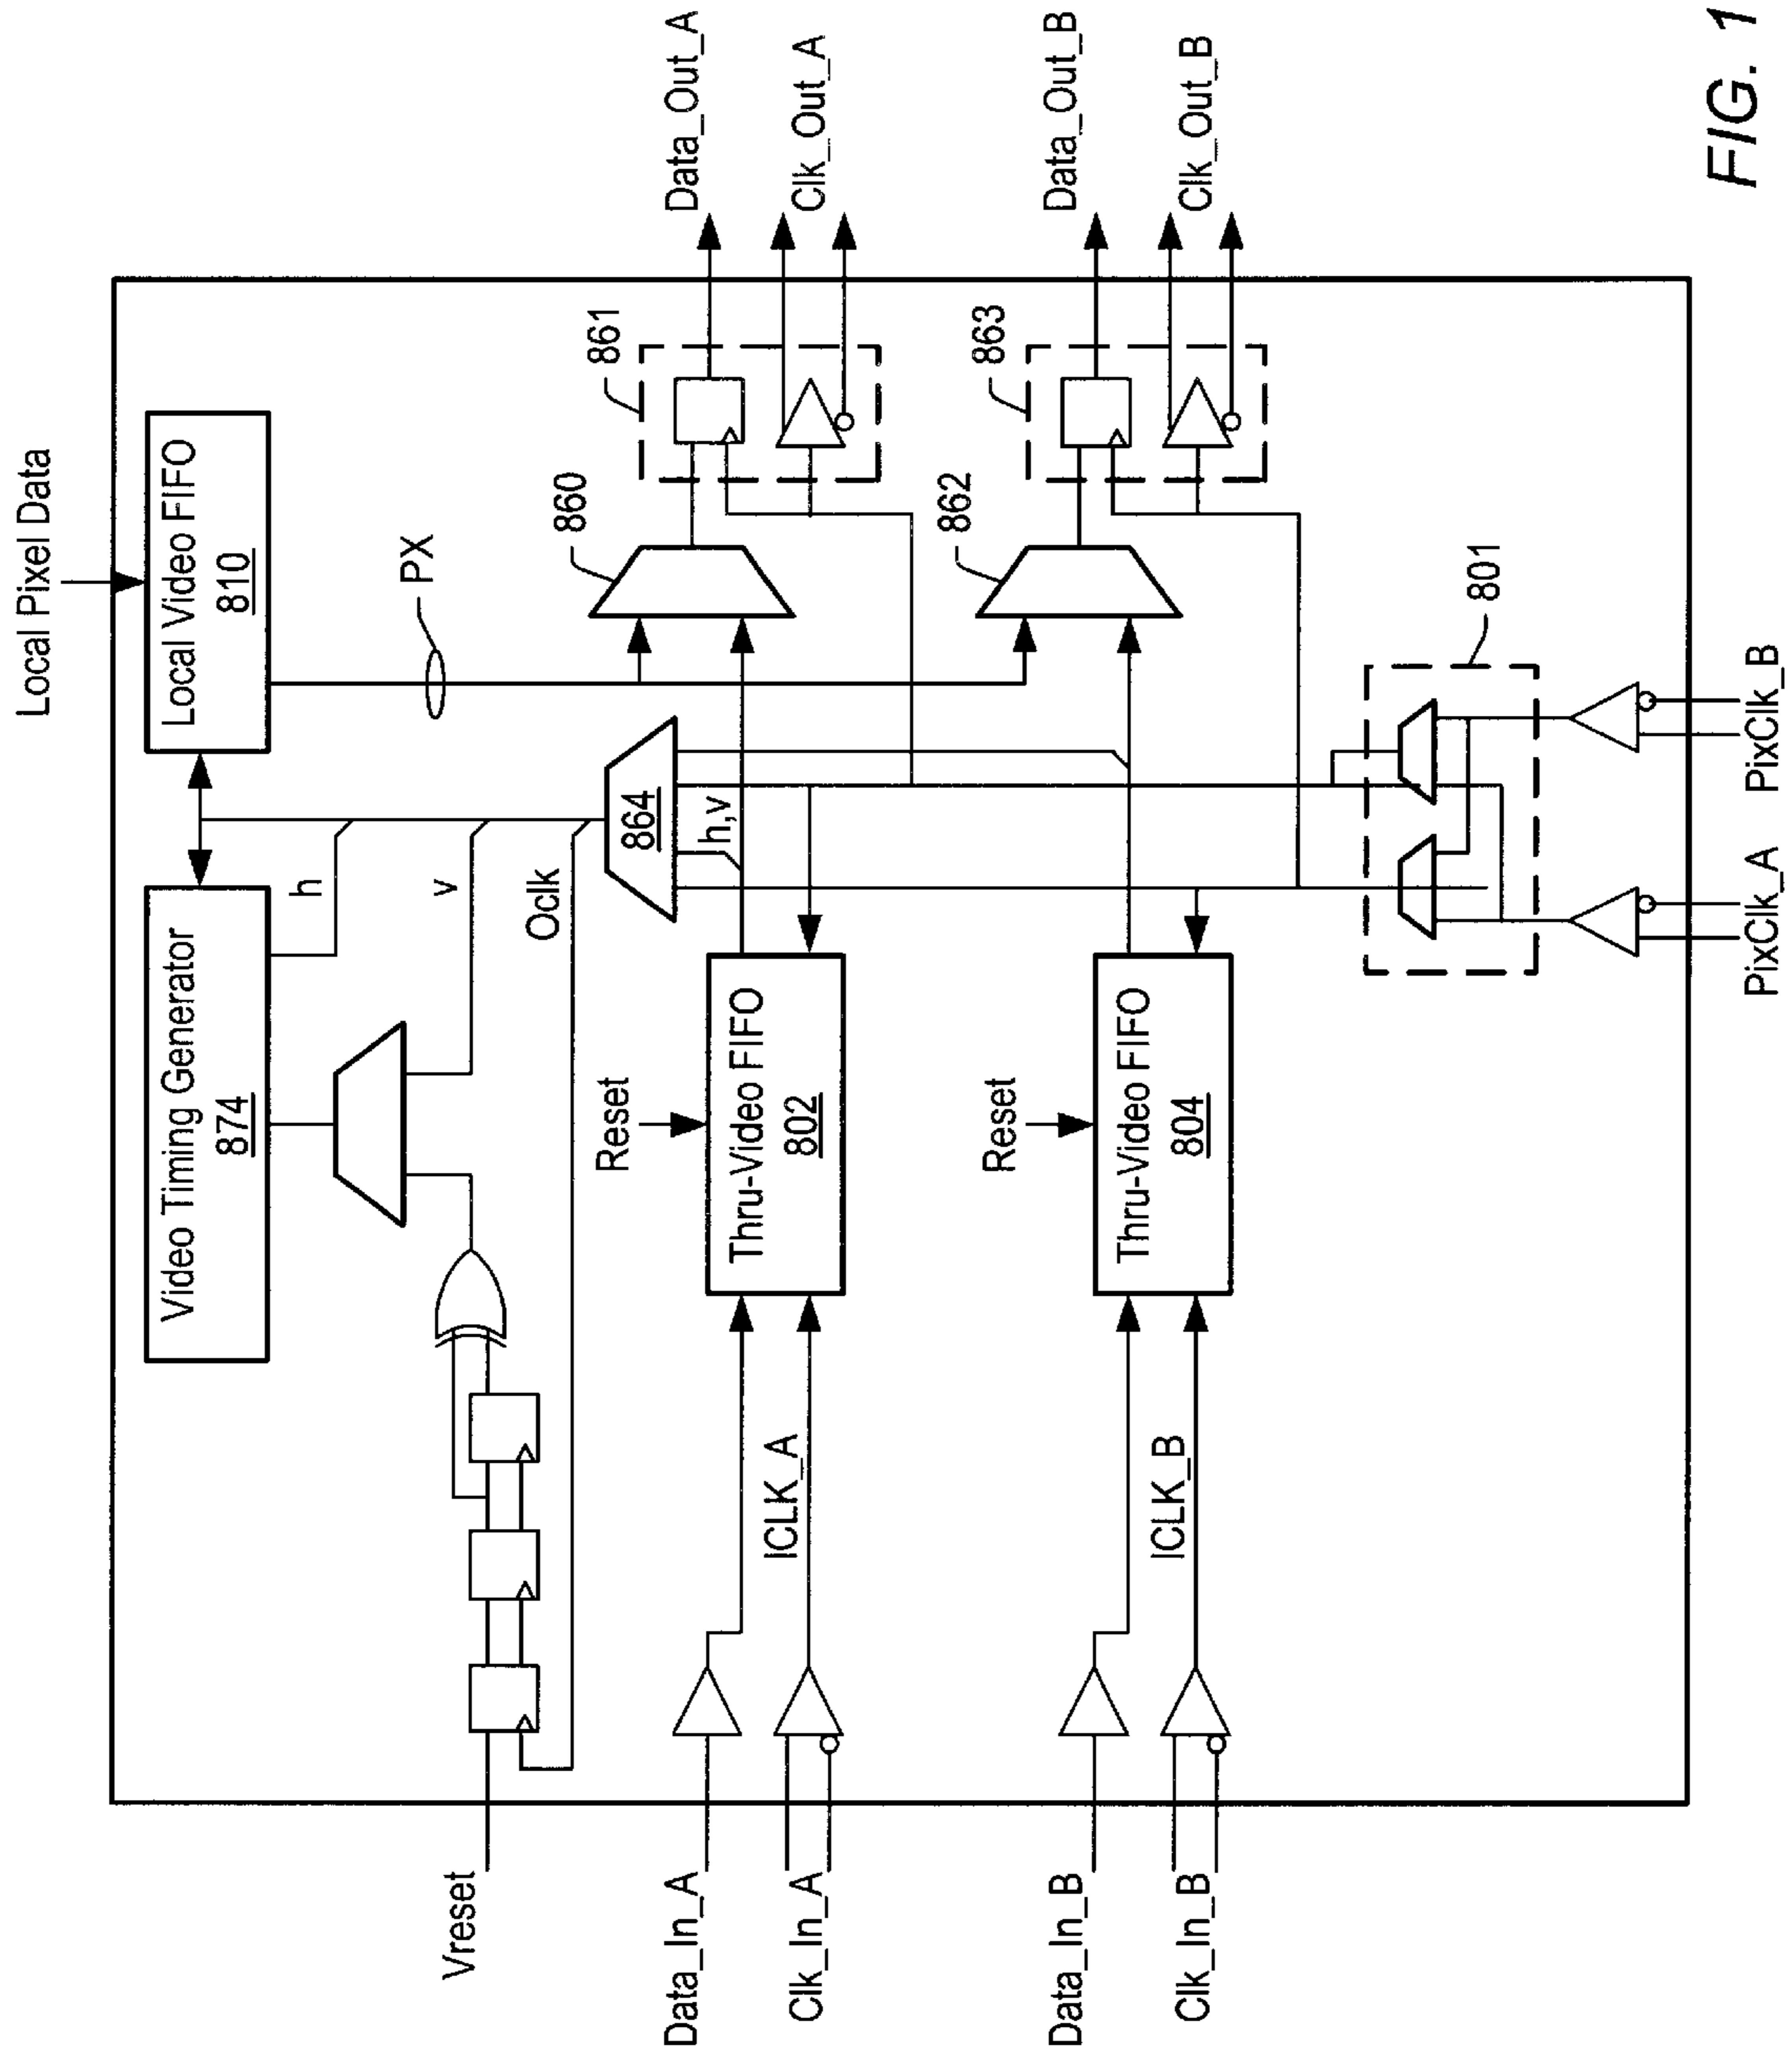 Local Pixel Data
Video Timing Generator
874
Local Video FIFO
810
h
v
Oclk
PX
Vreset
Data_In_A
Clk_In_A
ICLK_A
Reset
Thru-Video FIFO
802
864
h,v
860
861
Data_Out_A
Clk_Out_A
Data_In_B
Clk_In_B
ICLK_B
Reset
Thru-Video FIFO
804
862
863
Data_Out_B
Clk_Out_B
801
PixClk_A
PixClk_B
FIG. 1